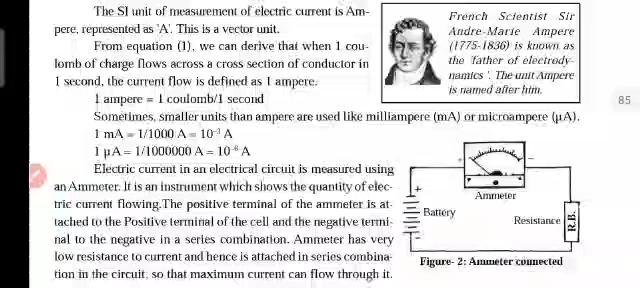 The SI unit of measurement of electric current is Am-
pere, represented as 'A'. This is a vector unit.
From equation (1), we can derive that when 1 cou-
lomb of charge flows across a cross section of conductor in
1 second, the current flow is defined as 1 ampere.
1 ampere = 1 coulomb/1 second
French Scientist Sir
Andre-Marie Ampere
(1775-1836) is known as
the 'father of electrody-
namics '. The unit Ampere
is named after him.
85
Sometimes, smaller units than ampere are used like milliampere (mA) or microampere (μA).
1 mA = 1/1000 A = 10⁻³ A
1 μA = 1/1000000 A = 10⁻⁶ A
Electric current in an electrical circuit is measured using
an Ammeter. It is an instrument which shows the quantity of elec-
tric current flowing.The positive terminal of the ammeter is at-
tached to the Positive terminal of the cell and the negative termi-
nal to the negative in a series combination. Ammeter has very
low resistance to current and hence is attached in series combina-
tion in the circuit, so that maximum current can flow through it.
+ −
Ammeter
+
Battery
Resistance
R.B.
Figure- 2: Ammeter connected